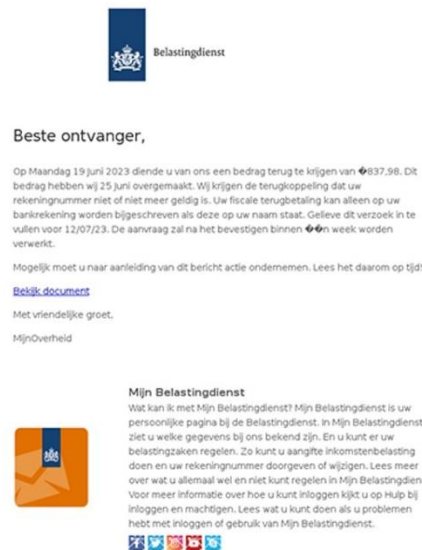 Belastingdienst
Beste ontvanger,
Op Maandag 19 Juni 2023 diende u van ons een bedrag terug te krijgen van �837,98. Dit
bedrag hebben wij 25 Juni overgemaakt. Wij krijgen de terugkoppeling dat uw
rekeningnummer niet of niet meer geldig is. Uw fiscale terugbetaling kan alleen op uw
bankrekening worden bijgeschreven als deze op uw naam staat. Gelieve dit verzoek in te
vullen voor 12/07/23. De aanvraag zal na het bevestigen binnen ��n week worden
verwerkt.
Mogelijk moet u naar aanleiding van dit bericht actie ondernemen. Lees het daarom op tijd!
Bekijk document
Met vriendelijke groet,
MijnOverheid
Mijn Belastingdienst
Wat kan ik met Mijn Belastingdienst? Mijn Belastingdienst is uw
persoonlijke pagina bij de Belastingdienst. In Mijn Belastingdienst
ziet u welke gegevens bij ons bekend zijn. En u kunt er uw
belastingzaken regelen. Zo kunt u aangifte inkomstenbelasting
doen en uw rekeningnummer doorgeven of wijzigen. Lees meer
over wat u allemaal wel en niet kunt regelen in Mijn Belastingdien
Voor meer informatie over hoe u kunt inloggen kijkt u op Hulp bij
inloggen en machtigen. Lees wat u kunt doen als u problemen
hebt met inloggen of gebruik van Mijn Belastingdienst.